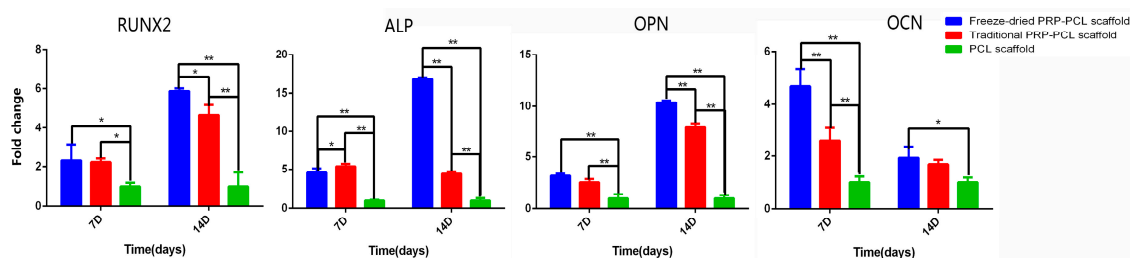 RUNX2
Fold change
8
6
4
2
0
** 
* **
*
*
7D 14D
Time(days)
ALP
20
15
10
5
0
**
**
**
* **
**
7D 14D
Time(days)
OPN
15
10
5
0
**
**
**
**
**
7D 14D
Time(days)
OCN
6
4
2
0
**
**
**
*
7D 14D
Time(days)
Freeze-dried PRP-PCL scaffold
Traditional PRP-PCL scaffold
PCL scaffold